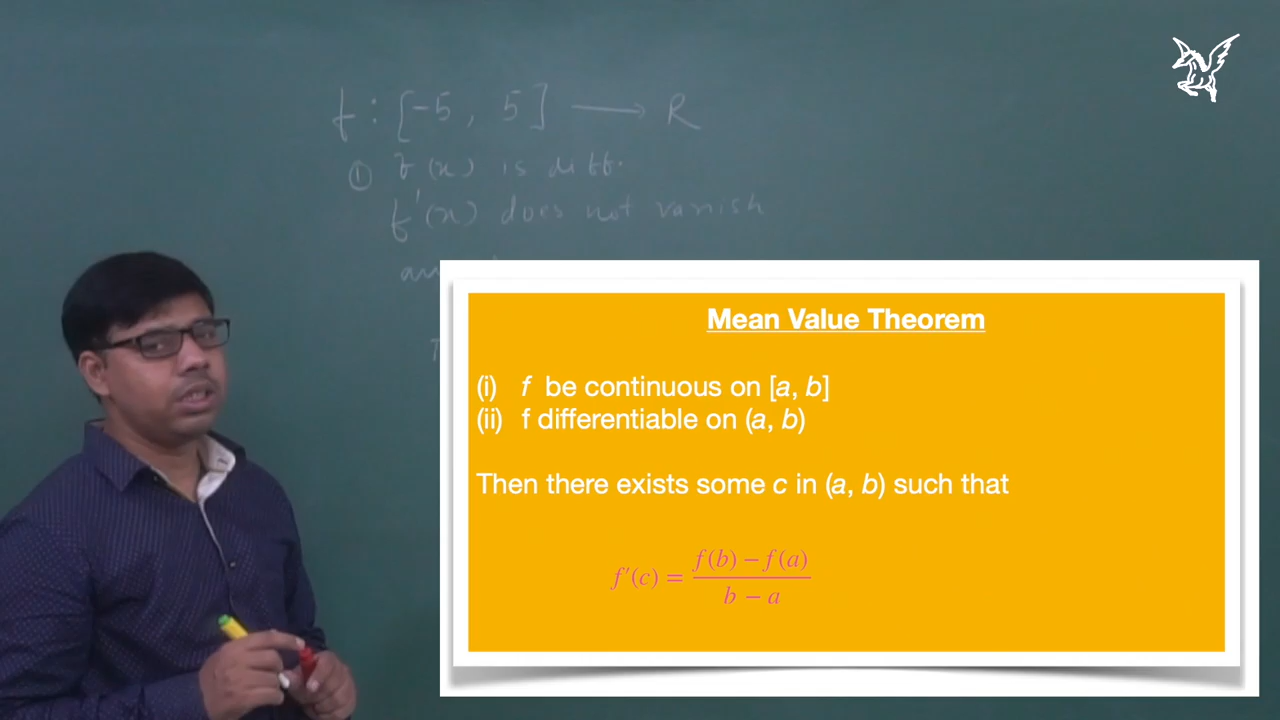 f : [-5, 5] ⟶ R
① f(x) is diff.
f'(x) does not vanish
Mean Value Theorem
(i) f be continuous on [a, b]
(ii) f differentiable on (a, b)
Then there exists some c in (a, b) such that
f'(c) = \frac{f(b) - f(a)}{b - a}